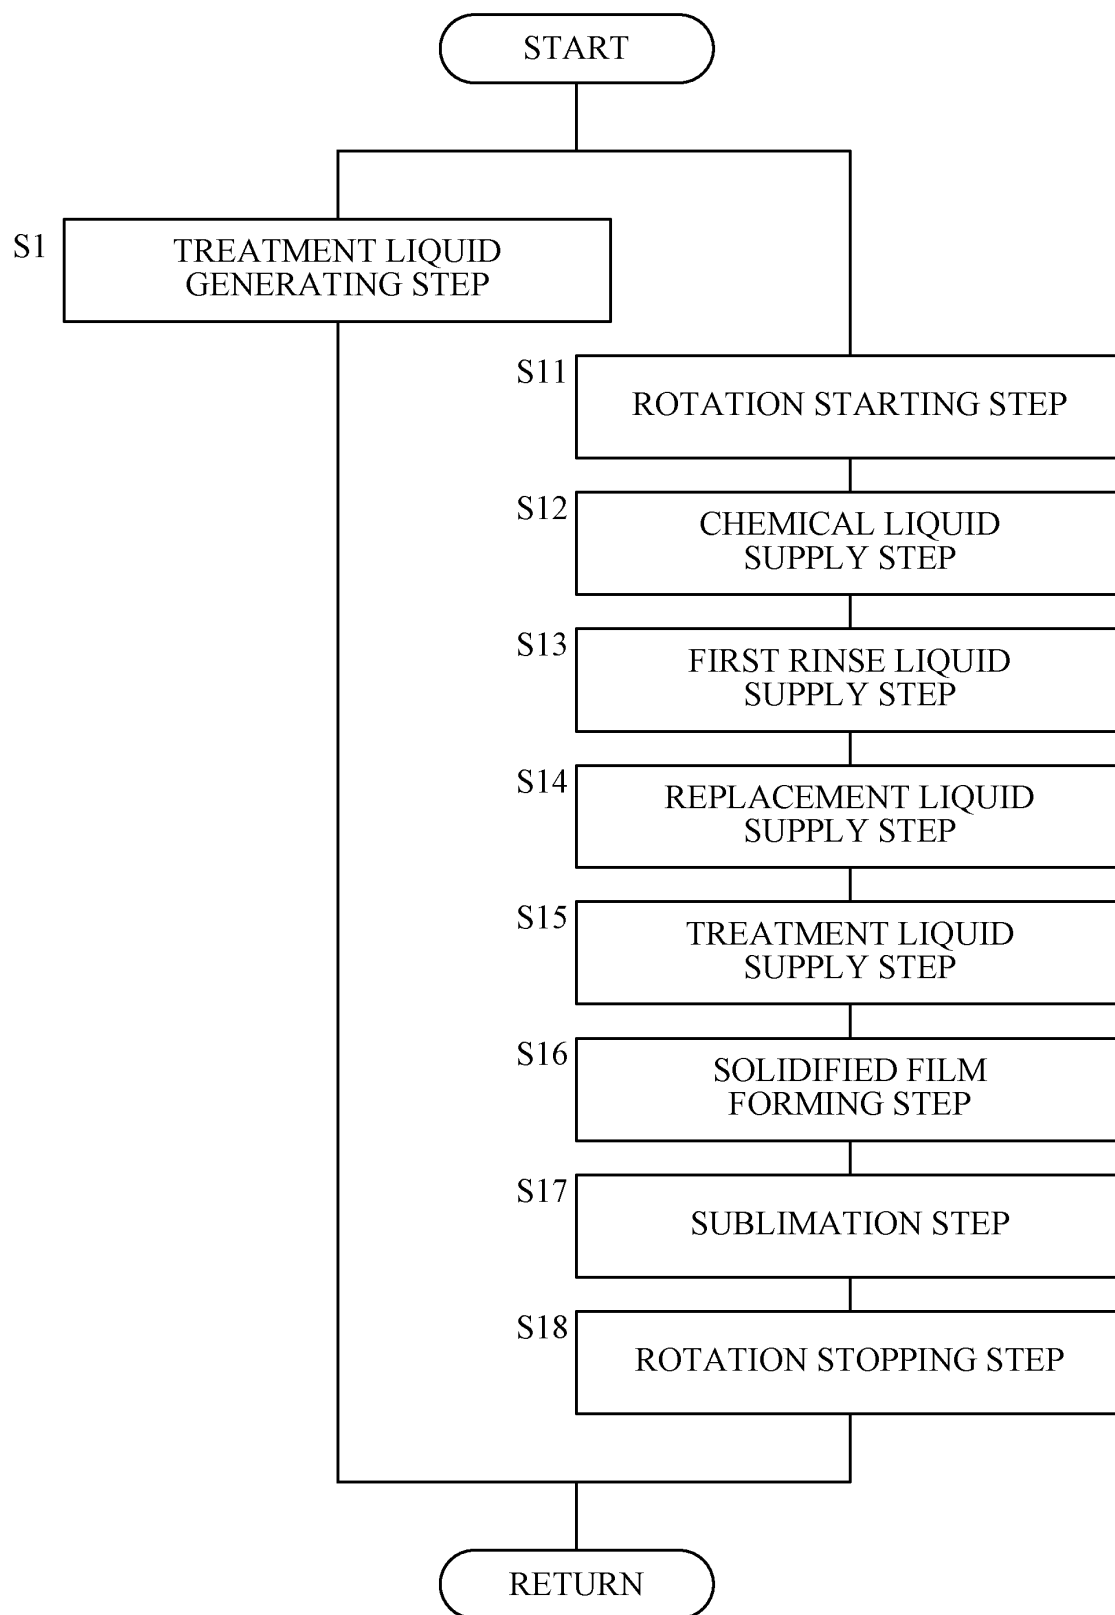 START
S1
TREATMENT LIQUID
GENERATING STEP
S11
ROTATION STARTING STEP
S12
CHEMICAL LIQUID
SUPPLY STEP
S13
FIRST RINSE LIQUID
SUPPLY STEP
S14
REPLACEMENT LIQUID
SUPPLY STEP
S15
TREATMENT LIQUID
SUPPLY STEP
S16
SOLIDIFIED FILM
FORMING STEP
S17
SUBLIMATION STEP
S18
ROTATION STOPPING STEP
RETURN